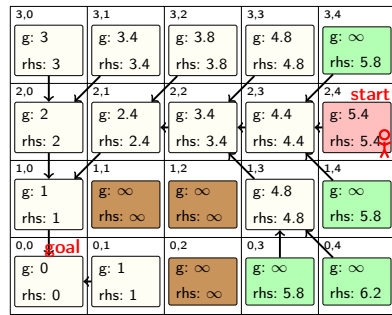 3,0 3,1 3,2 3,3 3,4
g: 3 g: 3.4 g: 3.8 g: 4.8 g: ∞
rhs: 3 rhs: 3.4 rhs: 3.8 rhs: 4.8 rhs: 5.8
2,0 2,1 2,2 2,3 2,4
start
g: 2 g: 2.4 g: 3.4 g: 4.4 g: 5.4
rhs: 2 rhs: 2.4 rhs: 3.4 rhs: 4.4 rhs: 5.4
1,0 1,1 1,2 1,3 1,4
g: 1 g: ∞ g: ∞ g: 4.8 g: ∞
rhs: 1 rhs: ∞ rhs: ∞ rhs: 4.8 rhs: 5.8
0,0 0,1 0,2 0,3 0,4
goal
g: 0 g: 1 g: ∞ g: ∞ g: ∞
rhs: 0 rhs: 1 rhs: ∞ rhs: 5.8 rhs: 6.2